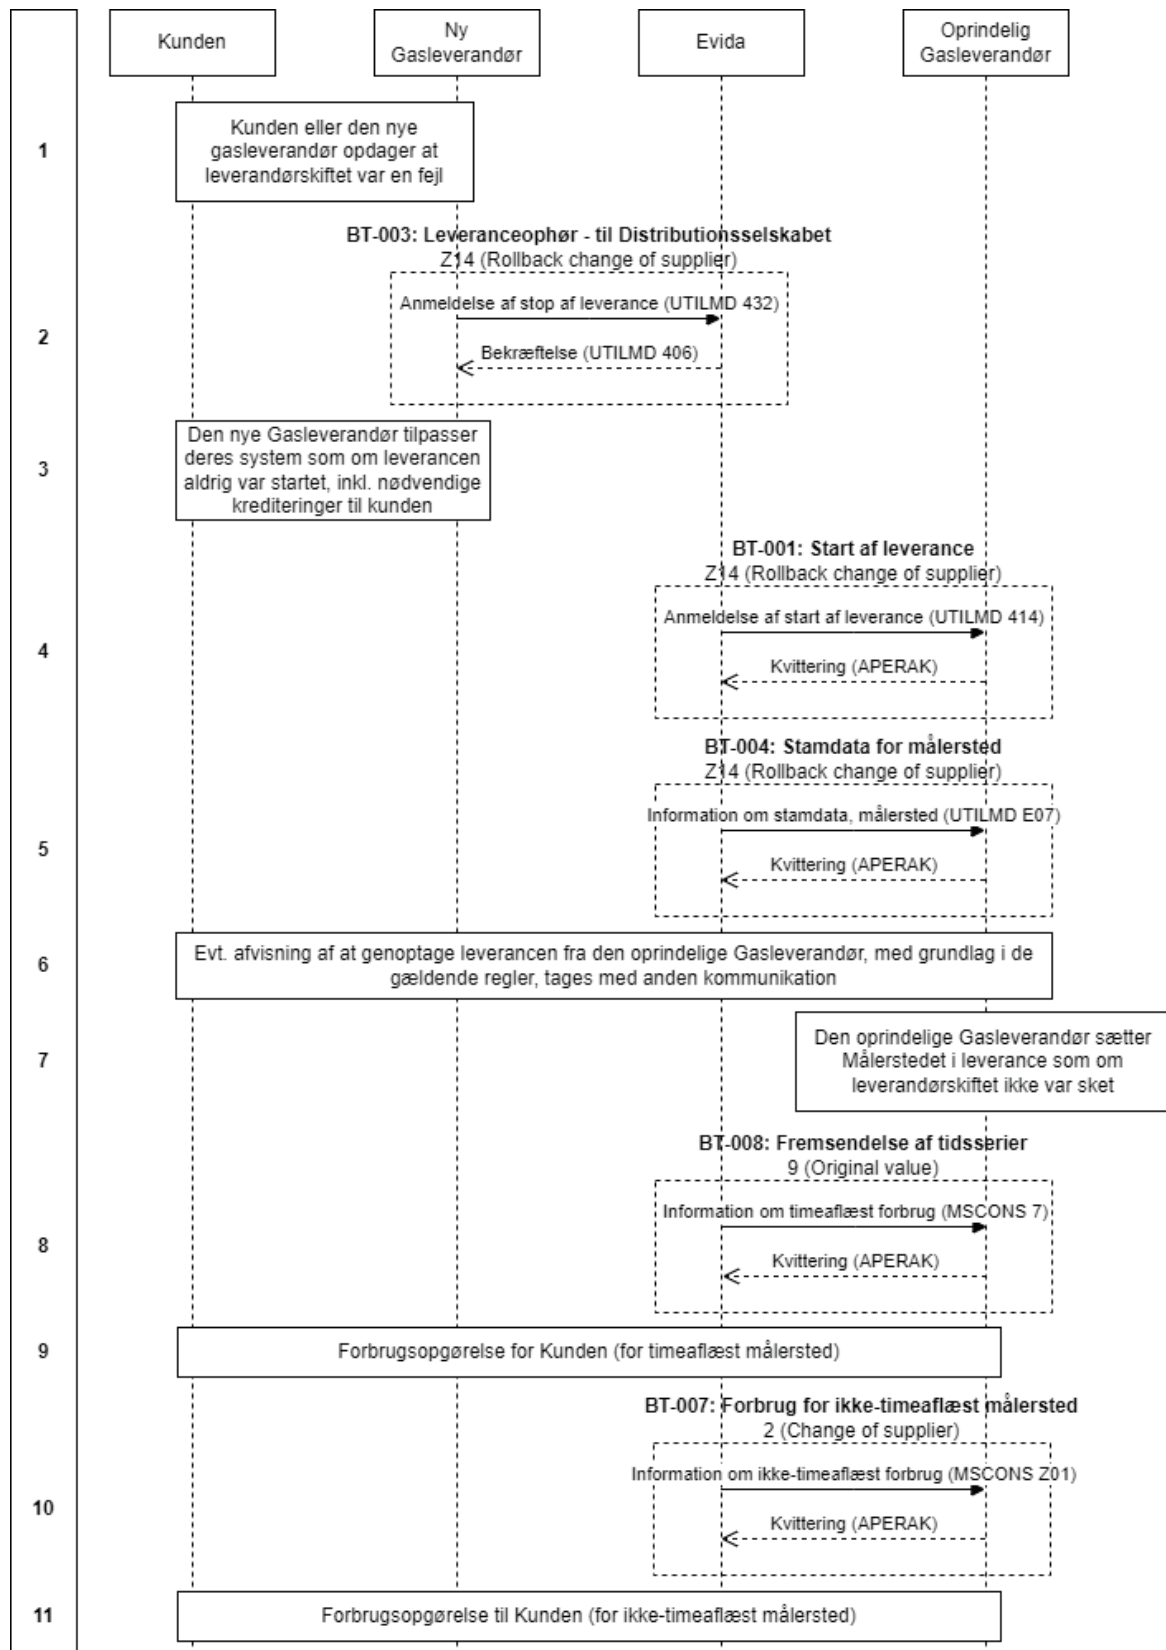 Kunden
Ny
Gasleverandør
Evida
Oprindelig
Gasleverandør
1
Kunden eller den nye
gasleverandør opdager at
leverandørskiftet var en fejl
BT-003: Leveranceophør - til Distributionsselskabet
Z14 (Rollback change of supplier)
Anmeldelse af stop af leverance (UTILMD 432)
2
Bekræftelse (UTILMD 406)
3
Den nye Gasleverandør tilpasser
deres system som om leverancen
aldrig var startet, inkl. nødvendige
krediteringer til kunden
BT-001: Start af leverance
Z14 (Rollback change of supplier)
Anmeldelse af start af leverance (UTILMD 414)
4
Kvittering (APERAK)
BT-004: Stamdata for målersted
Z14 (Rollback change of supplier)
Information om stamdata, målersted (UTILMD E07)
5
Kvittering (APERAK)
6
Evt. afvisning af at genoptage leverancen fra den oprindelige Gasleverandør, med grundlag i de
gældende regler, tages med anden kommunikation
7
Den oprindelige Gasleverandør sætter
Målerstedet i leverance som om
leverandørskiftet ikke var sket
BT-008: Fremsendelse af tidsserier
9 (Original value)
Information om timeaflæst forbrug (MSCONS 7)
8
Kvittering (APERAK)
9
Forbrugsopgørelse for Kunden (for timeaflæst målersted)
BT-007: Forbrug for ikke-timeaflæst målersted
2 (Change of supplier)
Information om ikke-timeaflæst forbrug (MSCONS Z01)
10
Kvittering (APERAK)
11
Forbrugsopgørelse til Kunden (for ikke-timeaflæst målersted)